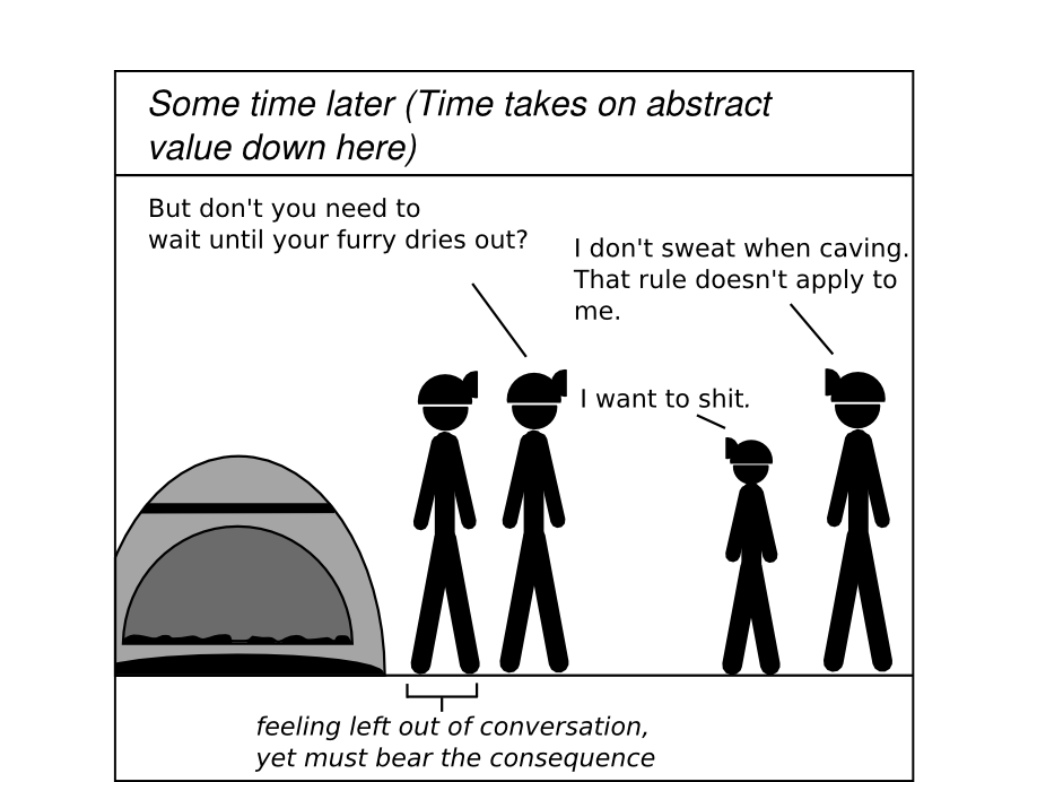 Some time later (Time takes on abstract
value down here)
But don't you need to
wait until your furry dries out?
I don't sweat when caving.
That rule doesn't apply to
me.
I want to shit.
feeling left out of conversation,
yet must bear the consequence